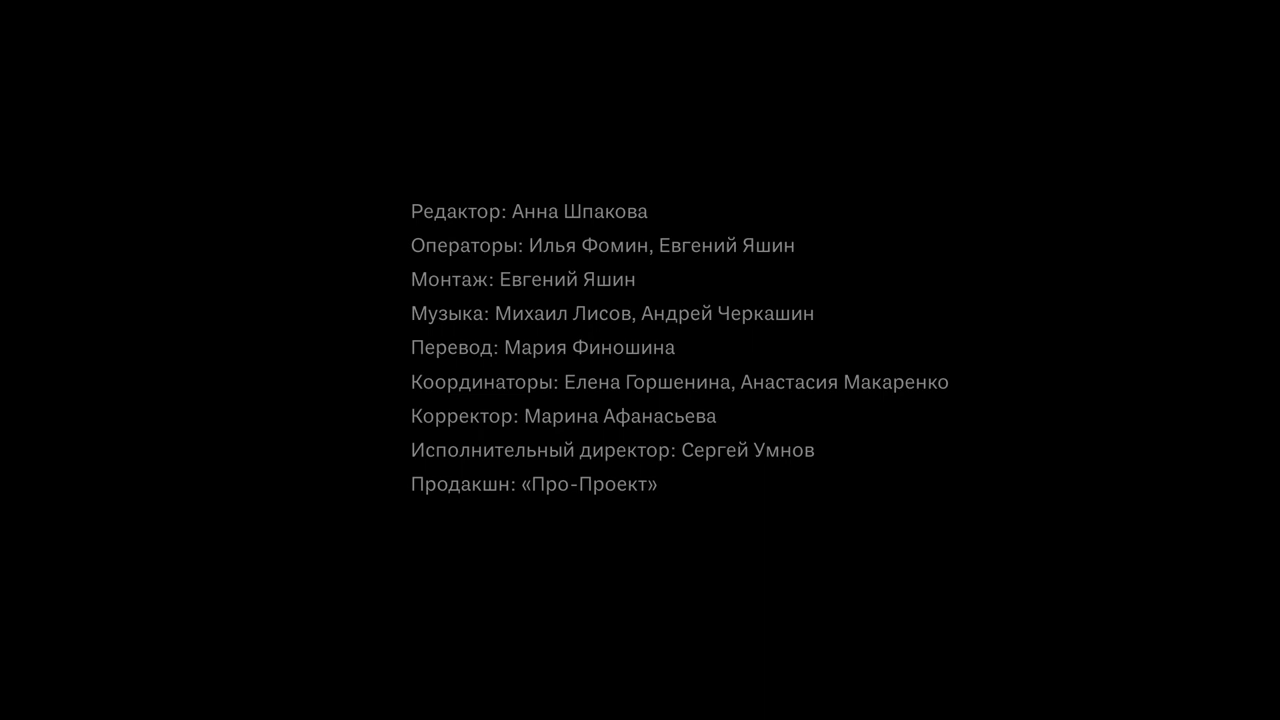 Редактор: Анна Шпакова
Операторы: Илья Фомин, Евгений Яшин
Монтаж: Евгений Яшин
Музыка: Михаил Лисов, Андрей Черкашин
Перевод: Мария Финошина
Координаторы: Елена Горшенина, Анастасия Макаренко
Корректор: Марина Афанасьева
Исполнительный директор: Сергей Умнов
Продакшн: «Про-Проект»